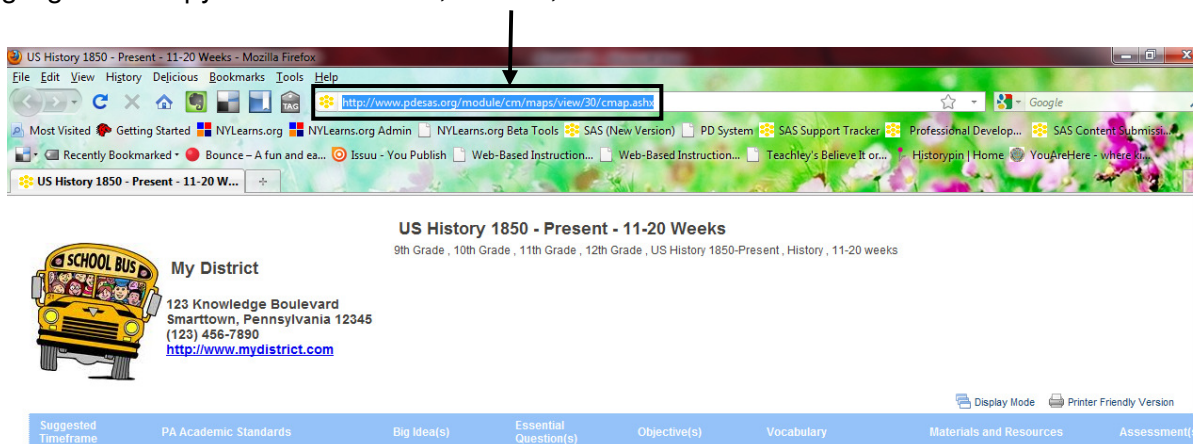 US History 1850 - Present - 11-20 Weeks - Mozilla Firefox
File Edit View History Delicious Bookmarks Tools Help
TAG http://www.pdesas.org/module/cm/maps/view/30/cmap.ashx Google
Most Visited Getting Started NYLearns.org NYLearns.org Admin NYLearns.org Beta Tools SAS (New Version) PD System SAS Support Tracker Professional Develop... SAS Content Submissi...
Recently Bookmarked Bounce – A fun and ea... Issuu - You Publish Web-Based Instruction... Web-Based Instruction... Teachley's Believe It or... Historypin | Home YouAreHere - where
US History 1850 - Present - 11-20 W...
US History 1850 - Present - 11-20 Weeks
9th Grade , 10th Grade , 11th Grade , 12th Grade , US History 1850-Present , History , 11-20 weeks
SCHOOL BUS
My District
123 Knowledge Boulevard
Smarttown, Pennsylvania 12345
(123) 456-7890
http://www.mydistrict.com
Display Mode Printer Friendly Version
Suggested Timeframe PA Academic Standards Big Idea(s) Essential Question(s) Objective(s) Vocabulary Materials and Resources Assessment(s